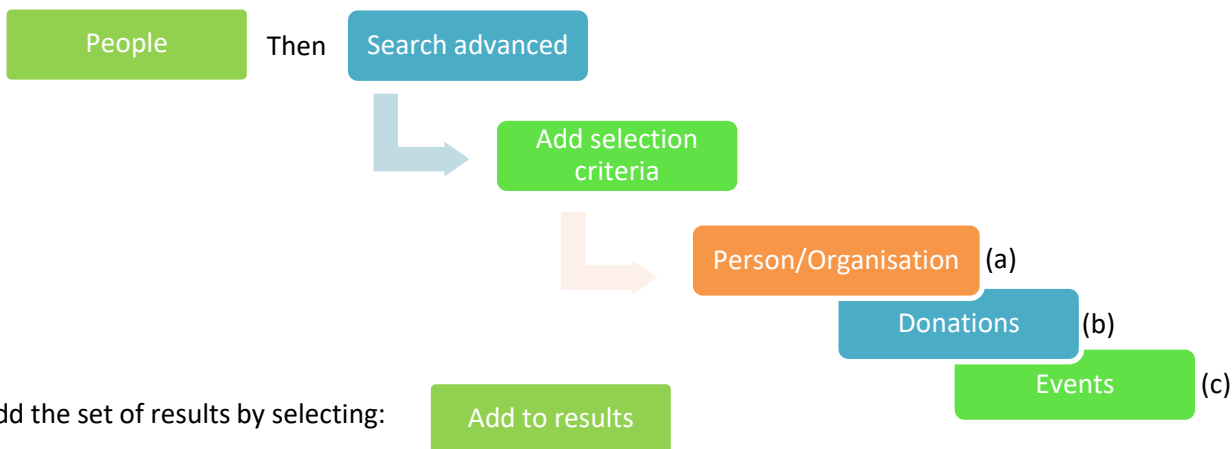 People Then Search advanced
Add selection
criteria
Person/Organisation (a)
Donations (b)
Events (c)
dd the set of results by selecting: Add to results